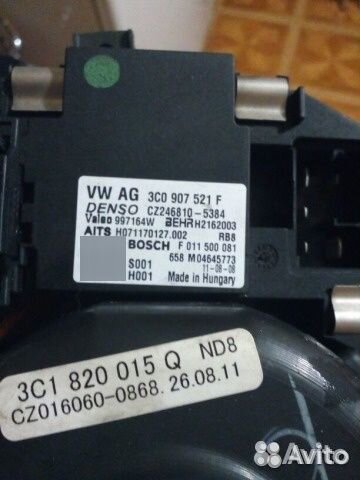 VW AG 3C0 907 521 F
DENSO CZ246810-5384
Valeo 997164W BEHR H2162003
AITS H071170127.002 RB8
BOSCH F 011 500 081
658 M04645773
S001 11-08-08
H001 Made in Hungary
3C1 820 015 Q ND8
CZ016060-0868. 26.08.11
Avito